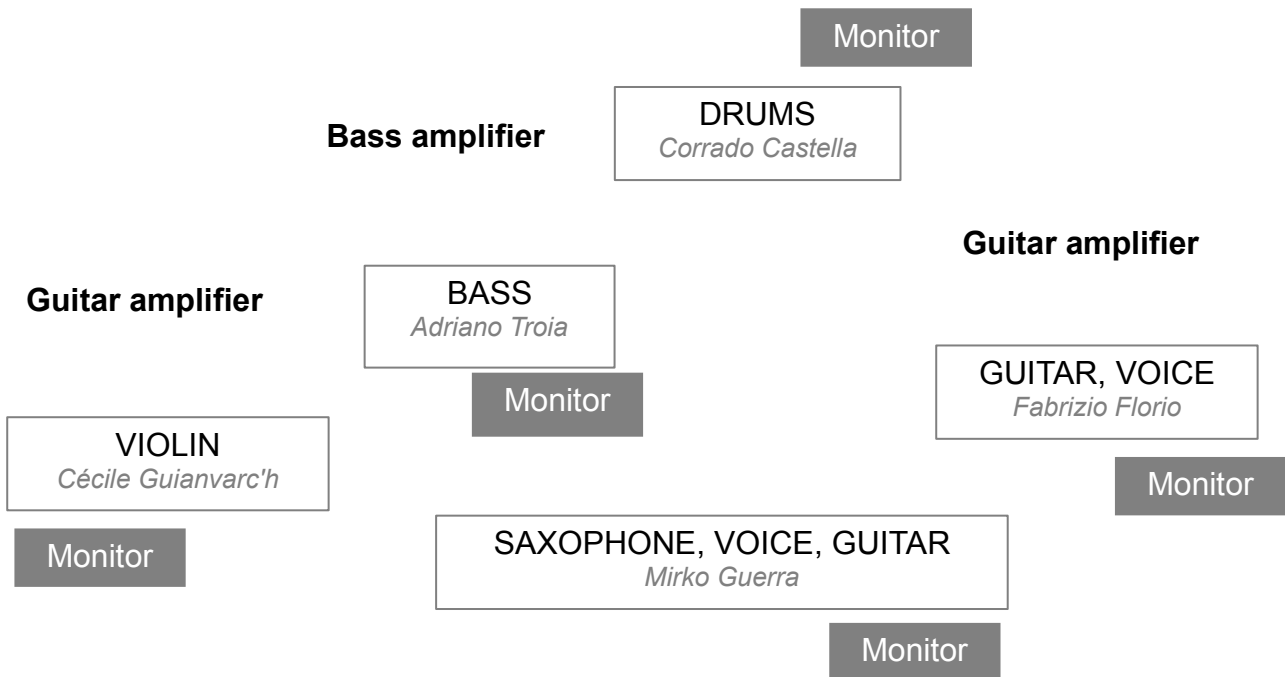 Monitor
DRUMS
Corrado Castella
Bass amplifier
Guitar amplifier
BASS
Adriano Troia
Guitar amplifier
Monitor
GUITAR, VOICE
Fabrizio Florio
VIOLIN
Cécile Guianvarc'h
Monitor
Monitor
SAXOPHONE, VOICE, GUITAR
Mirko Guerra
Monitor